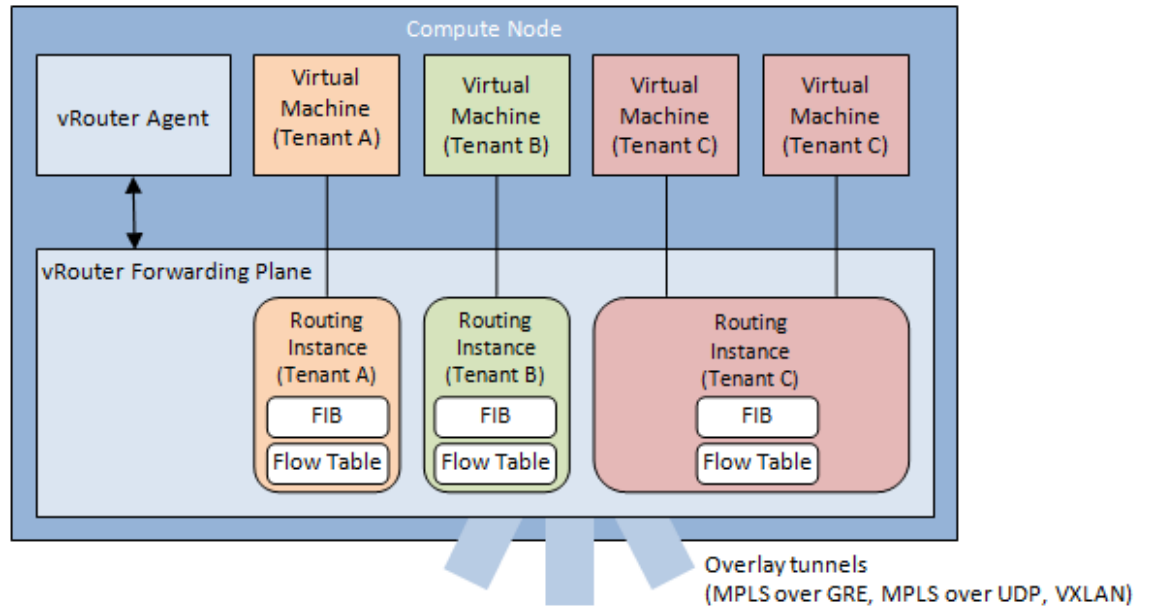 Compute Node
vRouter Agent
Virtual
Machine
(Tenant A)
Virtual
Machine
(Tenant B)
Virtual
Machine
(Tenant C)
Virtual
Machine
(Tenant C)
vRouter Forwarding Plane
Routing
Instance
(Tenant A)
FIB
Flow Table
Routing
Instance
(Tenant B)
FIB
Flow Table
Routing
Instance
(Tenant C)
FIB
Flow Table
Overlay tunnels
(MPLS over GRE, MPLS over UDP, VXLAN)